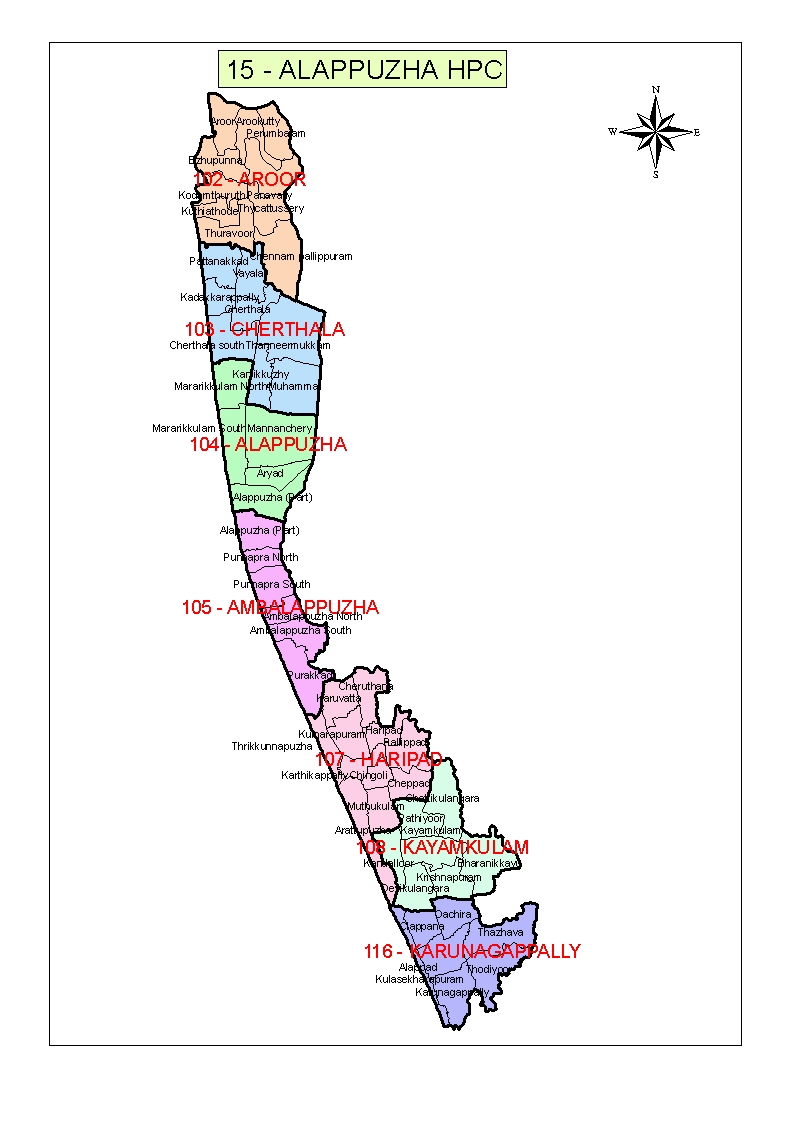 15 - ALAPPUZHA HPC
N
W
E
S
Aroor
Arookutty
Perumbalam
Ezhupunna
102 - AROOR
Kodamthuruth
Panavally
Kuthiathode
Thycattussery
Thuravoor
Chennam pallippuram
Pattanakkad
Vayalar
Kadakkarappally
Cherthala
103 - CHERTHALA
Cherthala south
Thanneermukkam
Kanjikkuzhy
Mararikkulam North
Muhamma
Mararikkulam South
Mannanchery
104 - ALAPPUZHA
Aryad
Alappuzha (Part)
Alappuzha (Part)
Punnapra North
Punnapra South
105 - AMBALAPPUZHA
Ambalappuzha North
Ambalappuzha South
Purakkad
Cheruthana
Karuvatta
Kumarapuram
Haripad
Pallippad
Thrikkunnapuzha
107 - HARIPAD
Karthikappally
Chingoli
Cheppad
Chettikulangara
Muthukulam
Pathiyoor
Arattupuzha
Kayamkulam
108 - KAYAMKULAM
Kandalloor
Bharanikkavu
Krishnapuram
Devikulangara
Oachira
Clappana
Thazhava
116 - KARUNAGAPPALLY
Alappad
Thodiyoor
Kulasekharapuram
Karunagappally